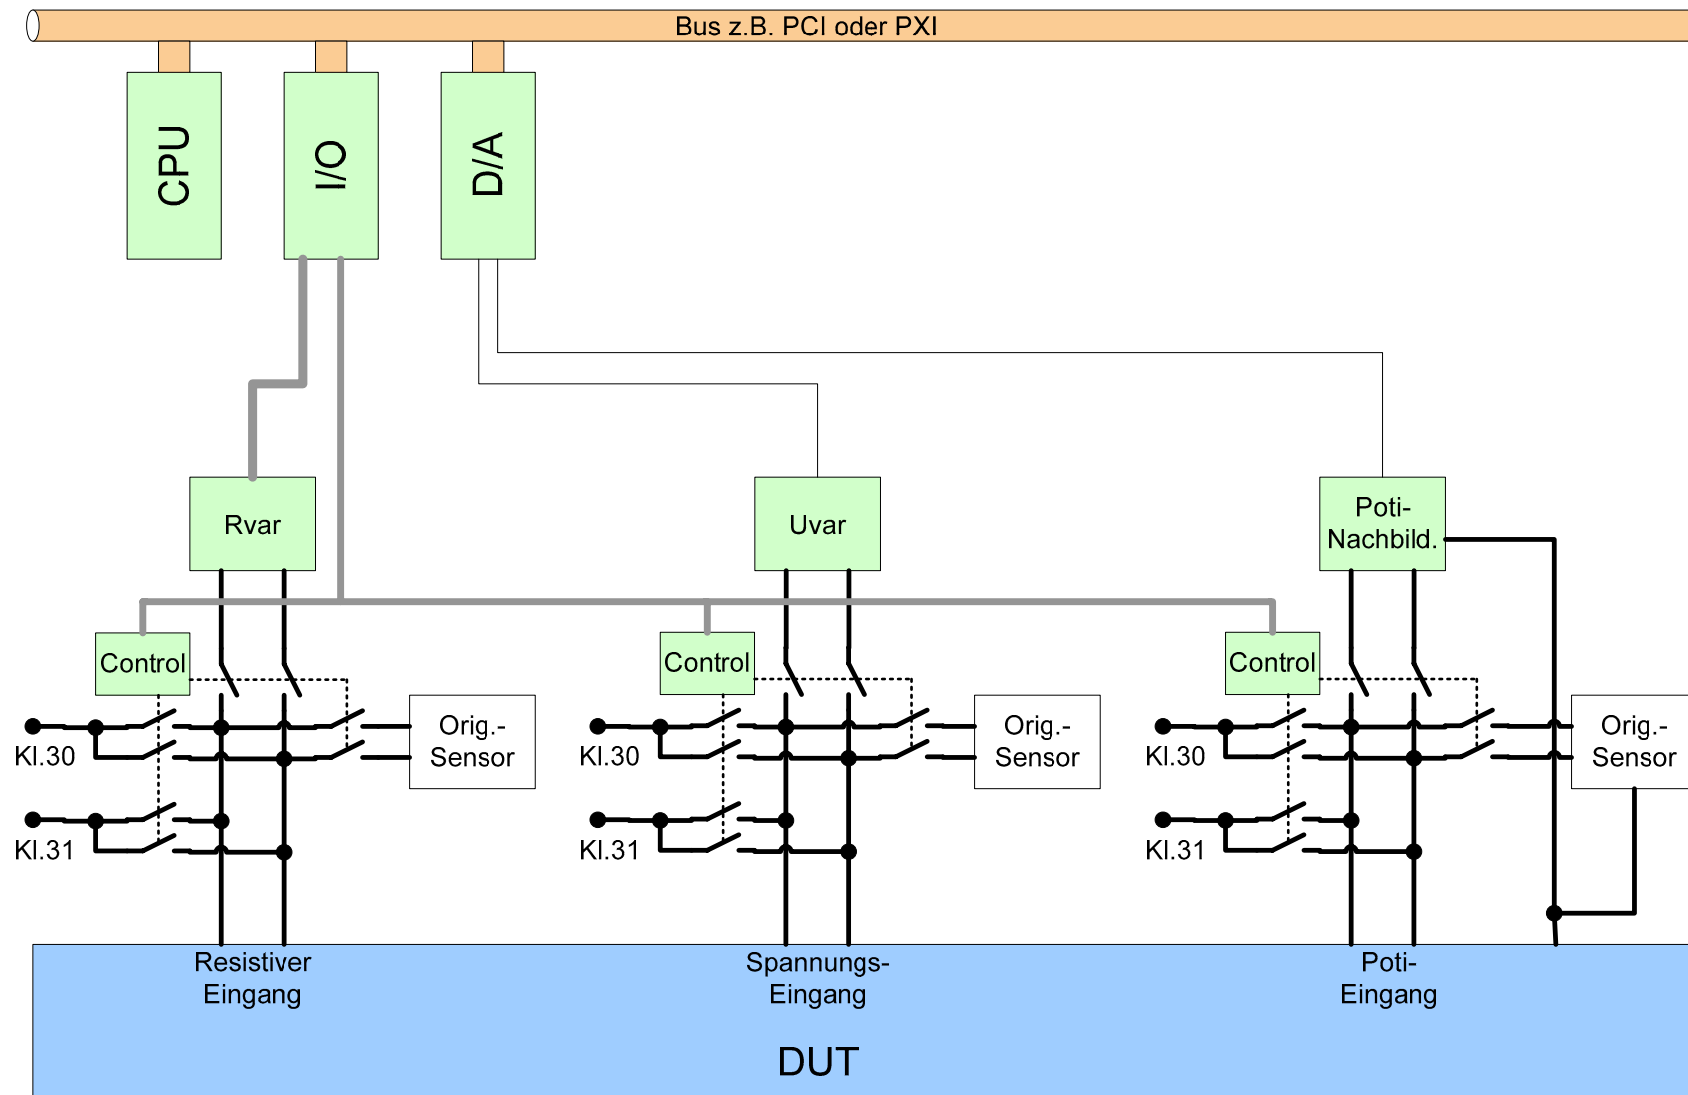 Bus z.B. PCI oder PXI
CPU
I/O
D/A
Rvar
Uvar
Poti-
Nachbild.
Control
Control
Control
Orig.-
Sensor
Orig.-
Sensor
Orig.-
Sensor
Kl.30
Kl.30
Kl.30
Kl.31
Kl.31
Kl.31
Resistiver
Eingang
Spannungs-
Eingang
Poti-
Eingang
DUT